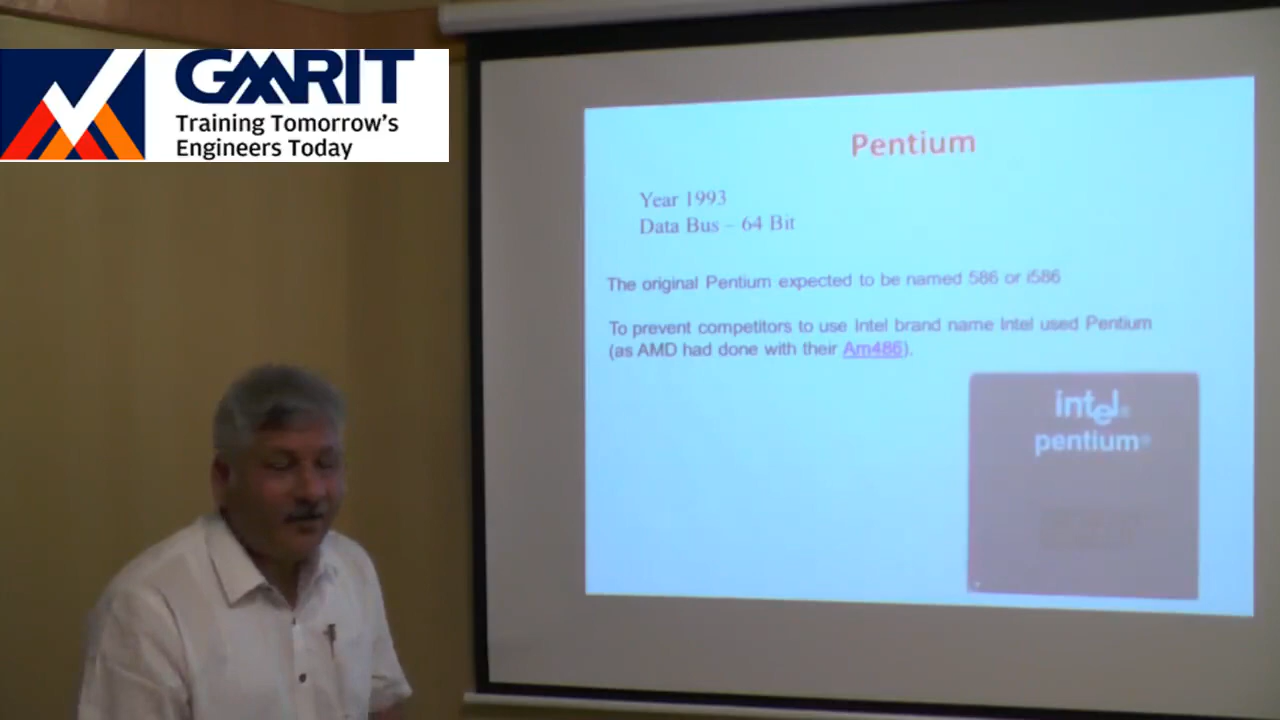 GMRIT
Training Tomorrow's
Engineers Today
Pentium
Year 1993
Data Bus – 64 Bit
The original Pentium expected to be named 586 or i586
To prevent competitors to use Intel brand name Intel used Pentium
(as AMD had done with their Am486).
intel®
pentium®